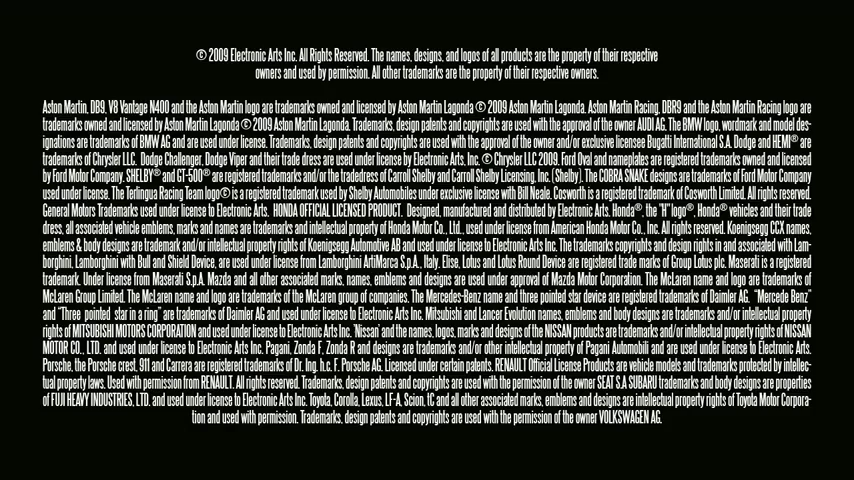 © 2009 Electronic Arts Inc. All Rights Reserved. The names, designs, and logos of all products are the property of their respective
owners and used by permission. All other trademarks are the property of their respective owners.
Aston Martin, DB9, V8 Vantage N400 and the Aston Martin logo are trademarks owned and licensed by Aston Martin Lagonda © 2009 Aston Martin Lagonda. Aston Martin Racing, DBR9 and the Aston Martin Racing logo are
trademarks owned and licensed by Aston Martin Lagonda © 2009 Aston Martin Lagonda. Trademarks, design patents and copyrights are used with the approval of the owner AUDI AG. The BMW logo, wordmark and model des-
ignations are trademarks of BMW AG and are used under license. Trademarks, design patents and copyrights are used with the approval of the owner and/or exclusive licensee Bugatti International S.A. Dodge and HEMI® are
trademarks of Chrysler LLC. Dodge Challenger, Dodge Viper and their trade dress are used under license by Electronic Arts, Inc. © Chrysler LLC 2009. Ford Oval and nameplates are registered trademarks owned and licensed
by Ford Motor Company. SHELBY® and GT-500® are registered trademarks and/or the tradedress of Carroll Shelby and Carroll Shelby Licensing, Inc. (Shelby). The COBRA SNAKE designs are trademarks of Ford Motor Company
used under license. The Terlingua Racing Team logo© is a registered trademark used by Shelby Automobiles under exclusive license with Bill Neale. Cosworth is a registered trademark of Cosworth Limited. All rights reserved.
General Motors Trademarks used under license to Electronic Arts. HONDA OFFICIAL LICENSED PRODUCT. Designed, manufactured and distributed by Electronic Arts. Honda®, the "H" logo®, Honda® vehicles and their trade
dress, all associated vehicle emblems, marks and names are trademarks and intellectual property of Honda Motor Co., Ltd., used under license from American Honda Motor Co., Inc. All rights reserved. Koenigsegg CCX names,
emblems & body designs are trademark and/or intellectual property rights of Koenigsegg Automotive AB and used under license to Electronic Arts Inc. The trademarks copyrights and design rights in and associated with Lam-
borghini, Lamborghini with Bull and Shield Device, are used under license from Lamborghini ArtiMarca S.p.A., Italy. Elise, Lotus and Lotus Round Device are registered trade marks of Group Lotus plc. Maserati is a registered
trademark. Under license from Maserati S.p.A. Mazda and all other associated marks, names, emblems and designs are used under approval of Mazda Motor Corporation. The McLaren name and logo are trademarks of
McLaren Group Limited. The McLaren name and logo are trademarks of the McLaren group of companies. The Mercedes-Benz name and three pointed star device are registered trademarks of Daimler AG. "Mercede Benz"
and "Three pointed star in a ring" are trademarks of Daimler AG and used under license to Electronic Arts Inc. Mitsubishi and Lancer Evolution names, emblems and body designs are trademarks and/or intellectual property
rights of MITSUBISHI MOTORS CORPORATION and used under license to Electronic Arts Inc. 'Nissan' and the names, logos, marks and designs of the NISSAN products are trademarks and/or intellectual property rights of NISSAN
MOTOR CO., LTD. and used under license to Electronic Arts Inc. Pagani, Zonda F, Zonda R and designs are trademarks and/or other intellectual property of Pagani Automobili and are used under license to Electronic Arts Inc.
Porsche, the Porsche crest, 911 and Carrera are registered trademarks of Dr. Ing. h.c. F. Porsche AG. Licensed under certain patents. RENAULT Official License Products are vehicle models and trademarks protected by intellec-
tual property laws. Used with permission from RENAULT. All rights reserved. Trademarks, design patents and copyrights are used with the permission of the owner SEAT S.A SUBARU trademarks and body designs are properties
of FUJI HEAVY INDUSTRIES, LTD. and used under license to Electronic Arts Inc. Toyota, Corolla, Lexus, LF-A, Scion, tC and all other associated marks, emblems and designs are intellectual property rights of Toyota Motor Corpora-
tion and used with permission. Trademarks, design patents and copyrights are used with the permission of the owner VOLKSWAGEN AG.